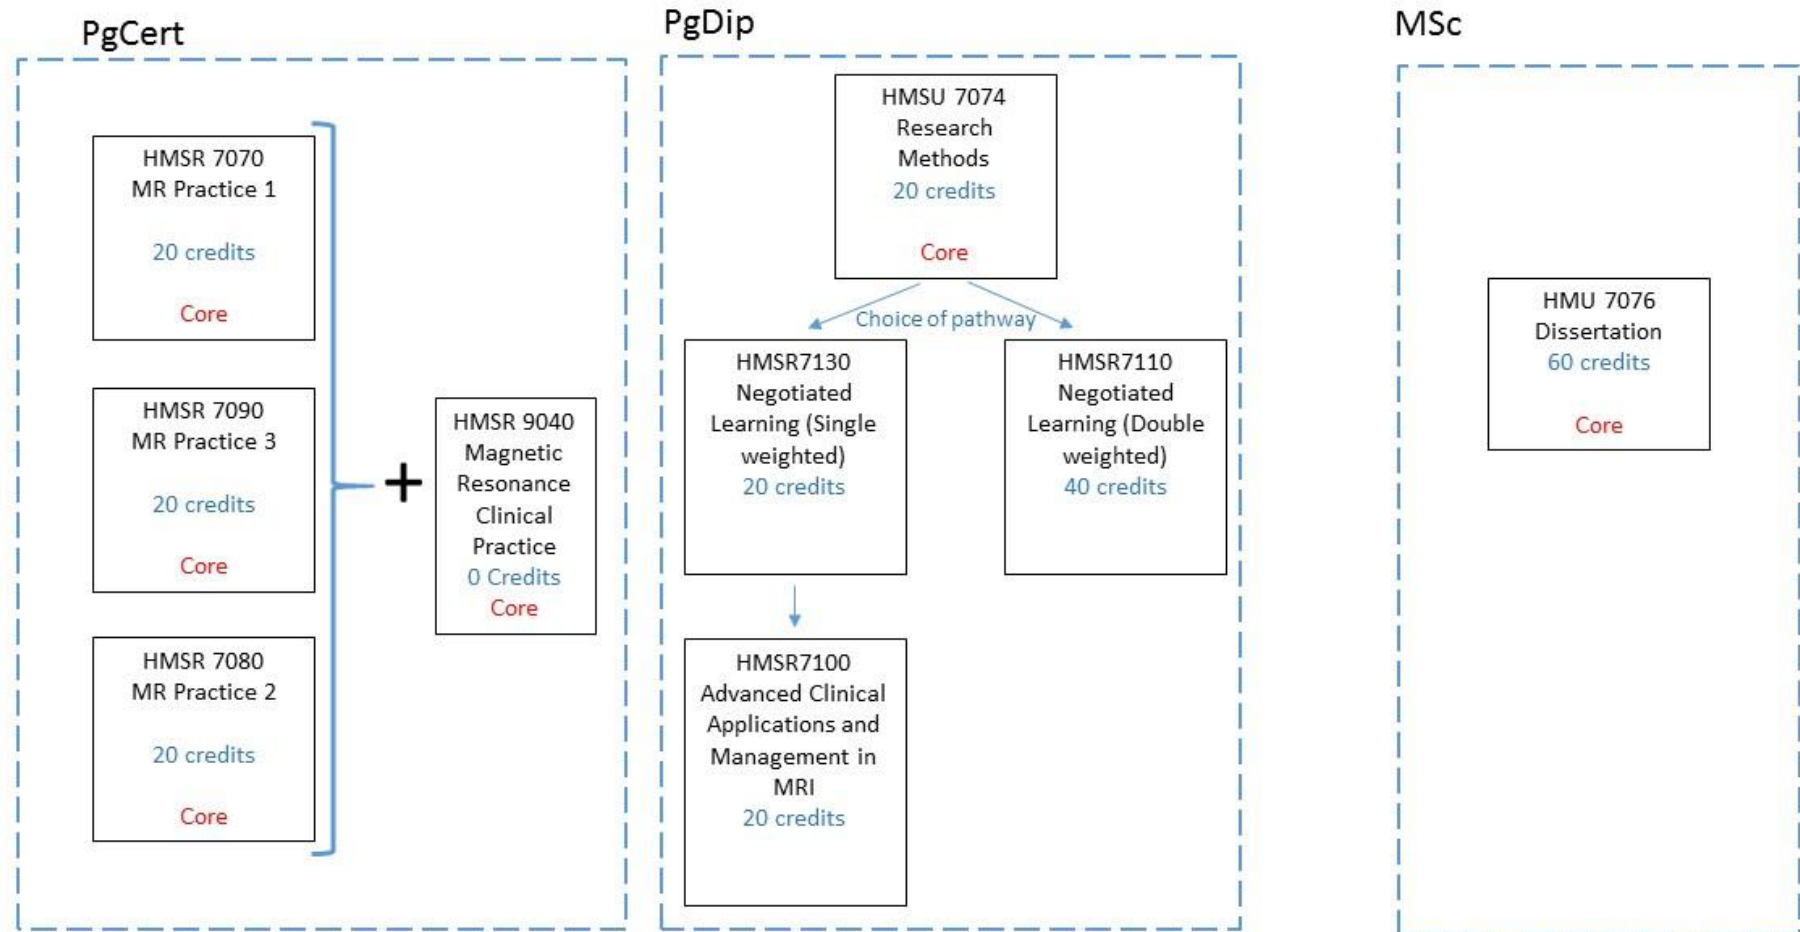 PgCert
HMSR 7070
MR Practice 1
20 credits
Core
HMSR 7090
MR Practice 3
20 credits
Core
HMSR 7080
MR Practice 2
20 credits
Core
+
HMSR 9040
Magnetic
Resonance
Clinical
Practice
0 Credits
Core
PgDip
HMSU 7074
Research
Methods
20 credits
Core
Choice of pathway
HMSR7130
Negotiated
Learning (Single
weighted)
20 credits
HMSR7110
Negotiated
Learning (Double
weighted)
40 credits
HMSR7100
Advanced Clinical
Applications and
Management in
MRI
20 credits
MSc
HMU 7076
Dissertation
60 credits
Core